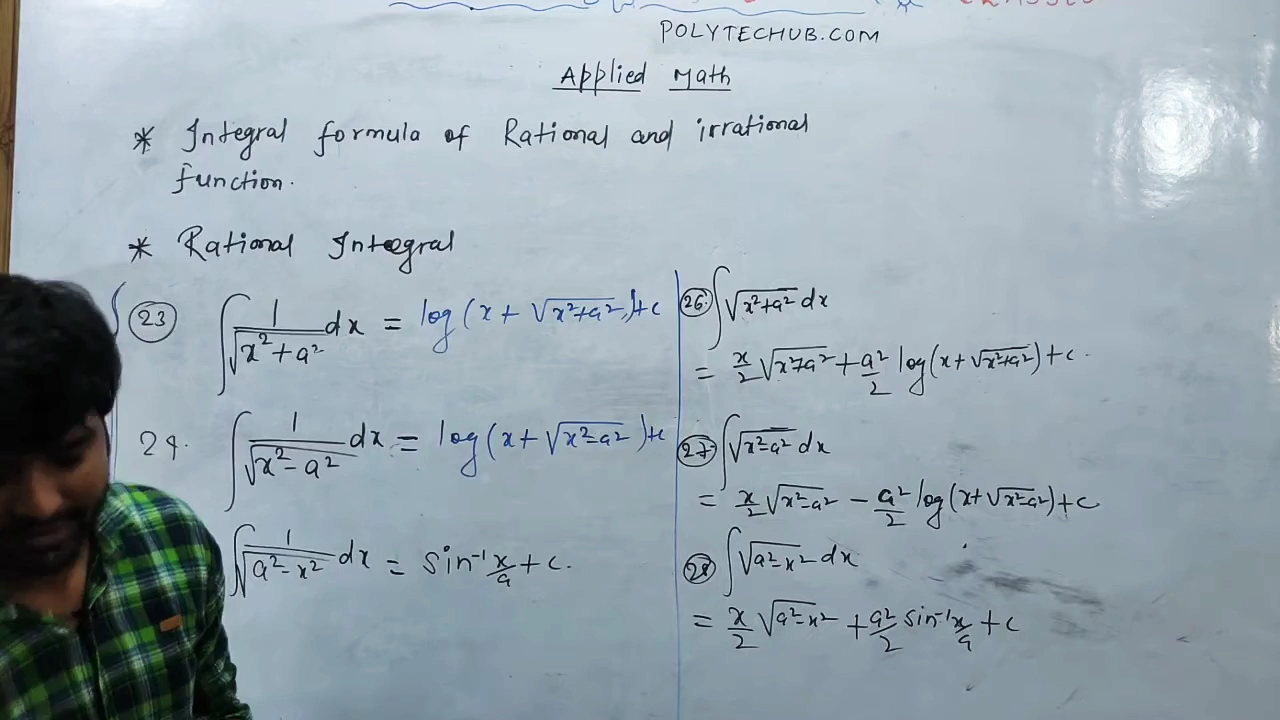 POLYTECHUB.COM
Applied Math
* Integral formula of Rational and irrational
function.
* Rational Integral
(23) ∫ 1/√(x²+a²) dx = log(x+√(x²+a²))+c
24. ∫ 1/√(x²-a²) dx = log(x+√(x²-a²))+c
∫ 1/√(a²-x²) dx = sin⁻¹ x/a + c.
(26) ∫ √(x²+a²) dx
= x/2 √(x²+a²) + a²/2 log(x+√(x²+a²))+c.
(27) ∫ √(x²-a²) dx
= x/2 √(x²-a²) - a²/2 log(x+√(x²-a²))+c
(28) ∫ √(a²-x²) dx
= x/2 √(a²-x²) + a²/2 sin⁻¹ x/a + c